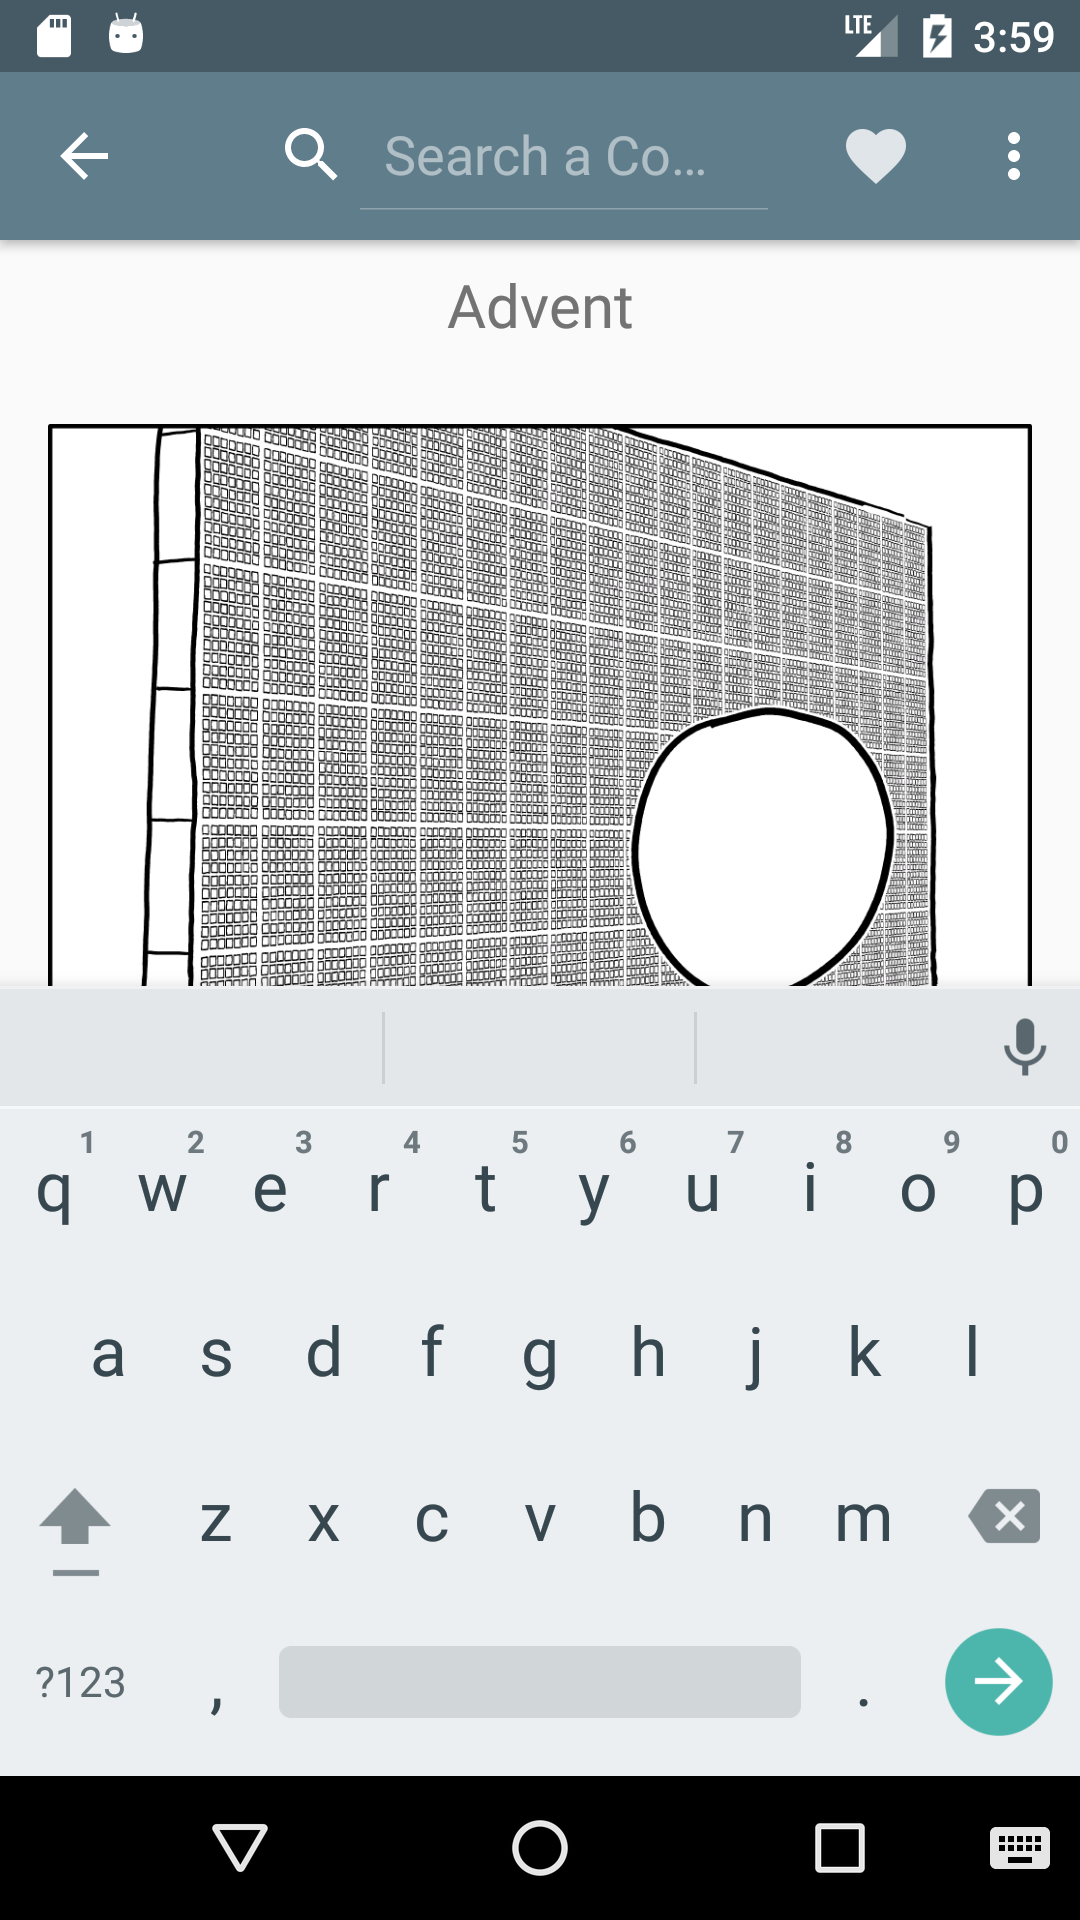 LTE 3:59
Search a Co...
Advent
1 2 3 4 5 6 7 8 9 0
q w e r t y u i o p
a s d f g h j k l
z x c v b n m
?123 , .